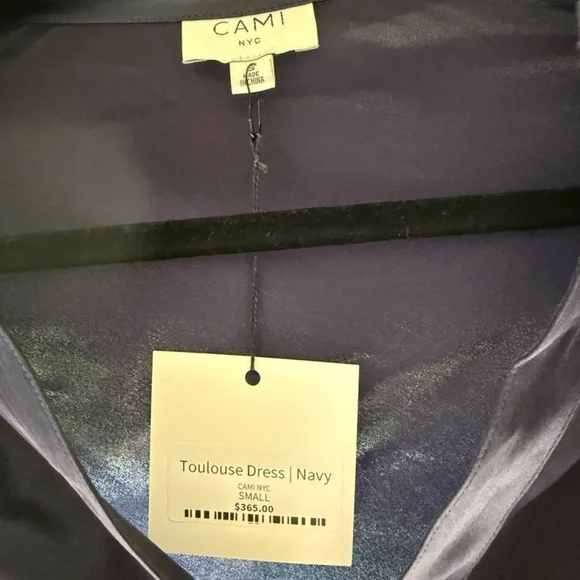 CAMI
NYC
S
MADE
IN CHINA
Toulouse Dress | Navy
CAMI NYC
SMALL
$365.00